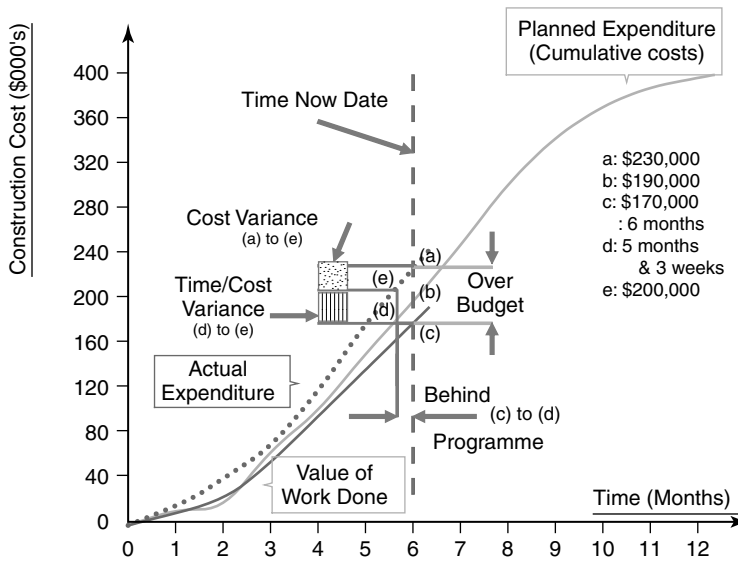 Construction Cost ($000's)
400
360
320
280
240
200
160
120
80
40
0
Planned Expenditure
(Cumulative costs)
Time Now Date
a: $230,000
b: $190,000
c: $170,000
: 6 months
d: 5 months
& 3 weeks
e: $200,000
Cost Variance
(a) to (e)
Time/Cost
Variance
(d) to (e)
(a)
(e)
(b)
(d)
(c)
Over
Budget
Actual
Expenditure
Behind
(c) to (d)
Programme
Value of
Work Done
Time (Months)
0 1 2 3 4 5 6 7 8 9 10 11 12